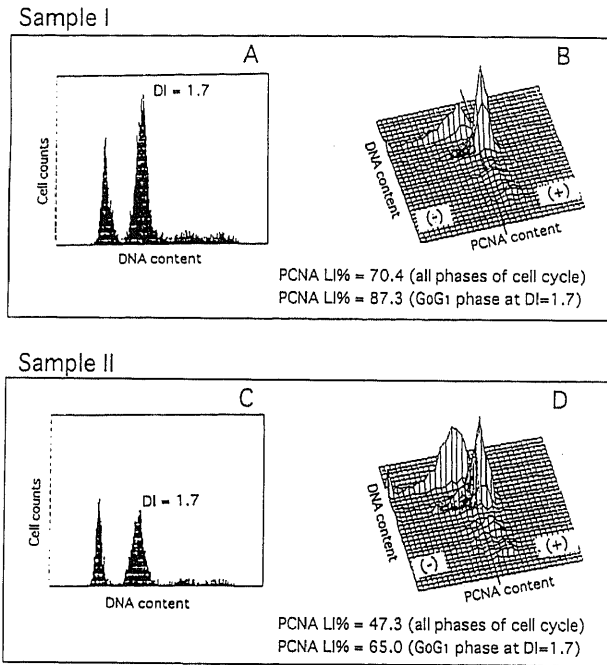 Sample I
A
DI = 1.7
Cell counts
DNA content
B
DNA content
(-)
(+)
PCNA content
PCNA LI% = 70.4 (all phases of cell cycle)
PCNA LI% = 87.3 (G0G1 phase at DI=1.7)
Sample II
C
DI = 1.7
Cell counts
DNA content
D
DNA content
(-)
(+)
PCNA content
PCNA LI% = 47.3 (all phases of cell cycle)
PCNA LI% = 65.0 (G0G1 phase at DI=1.7)